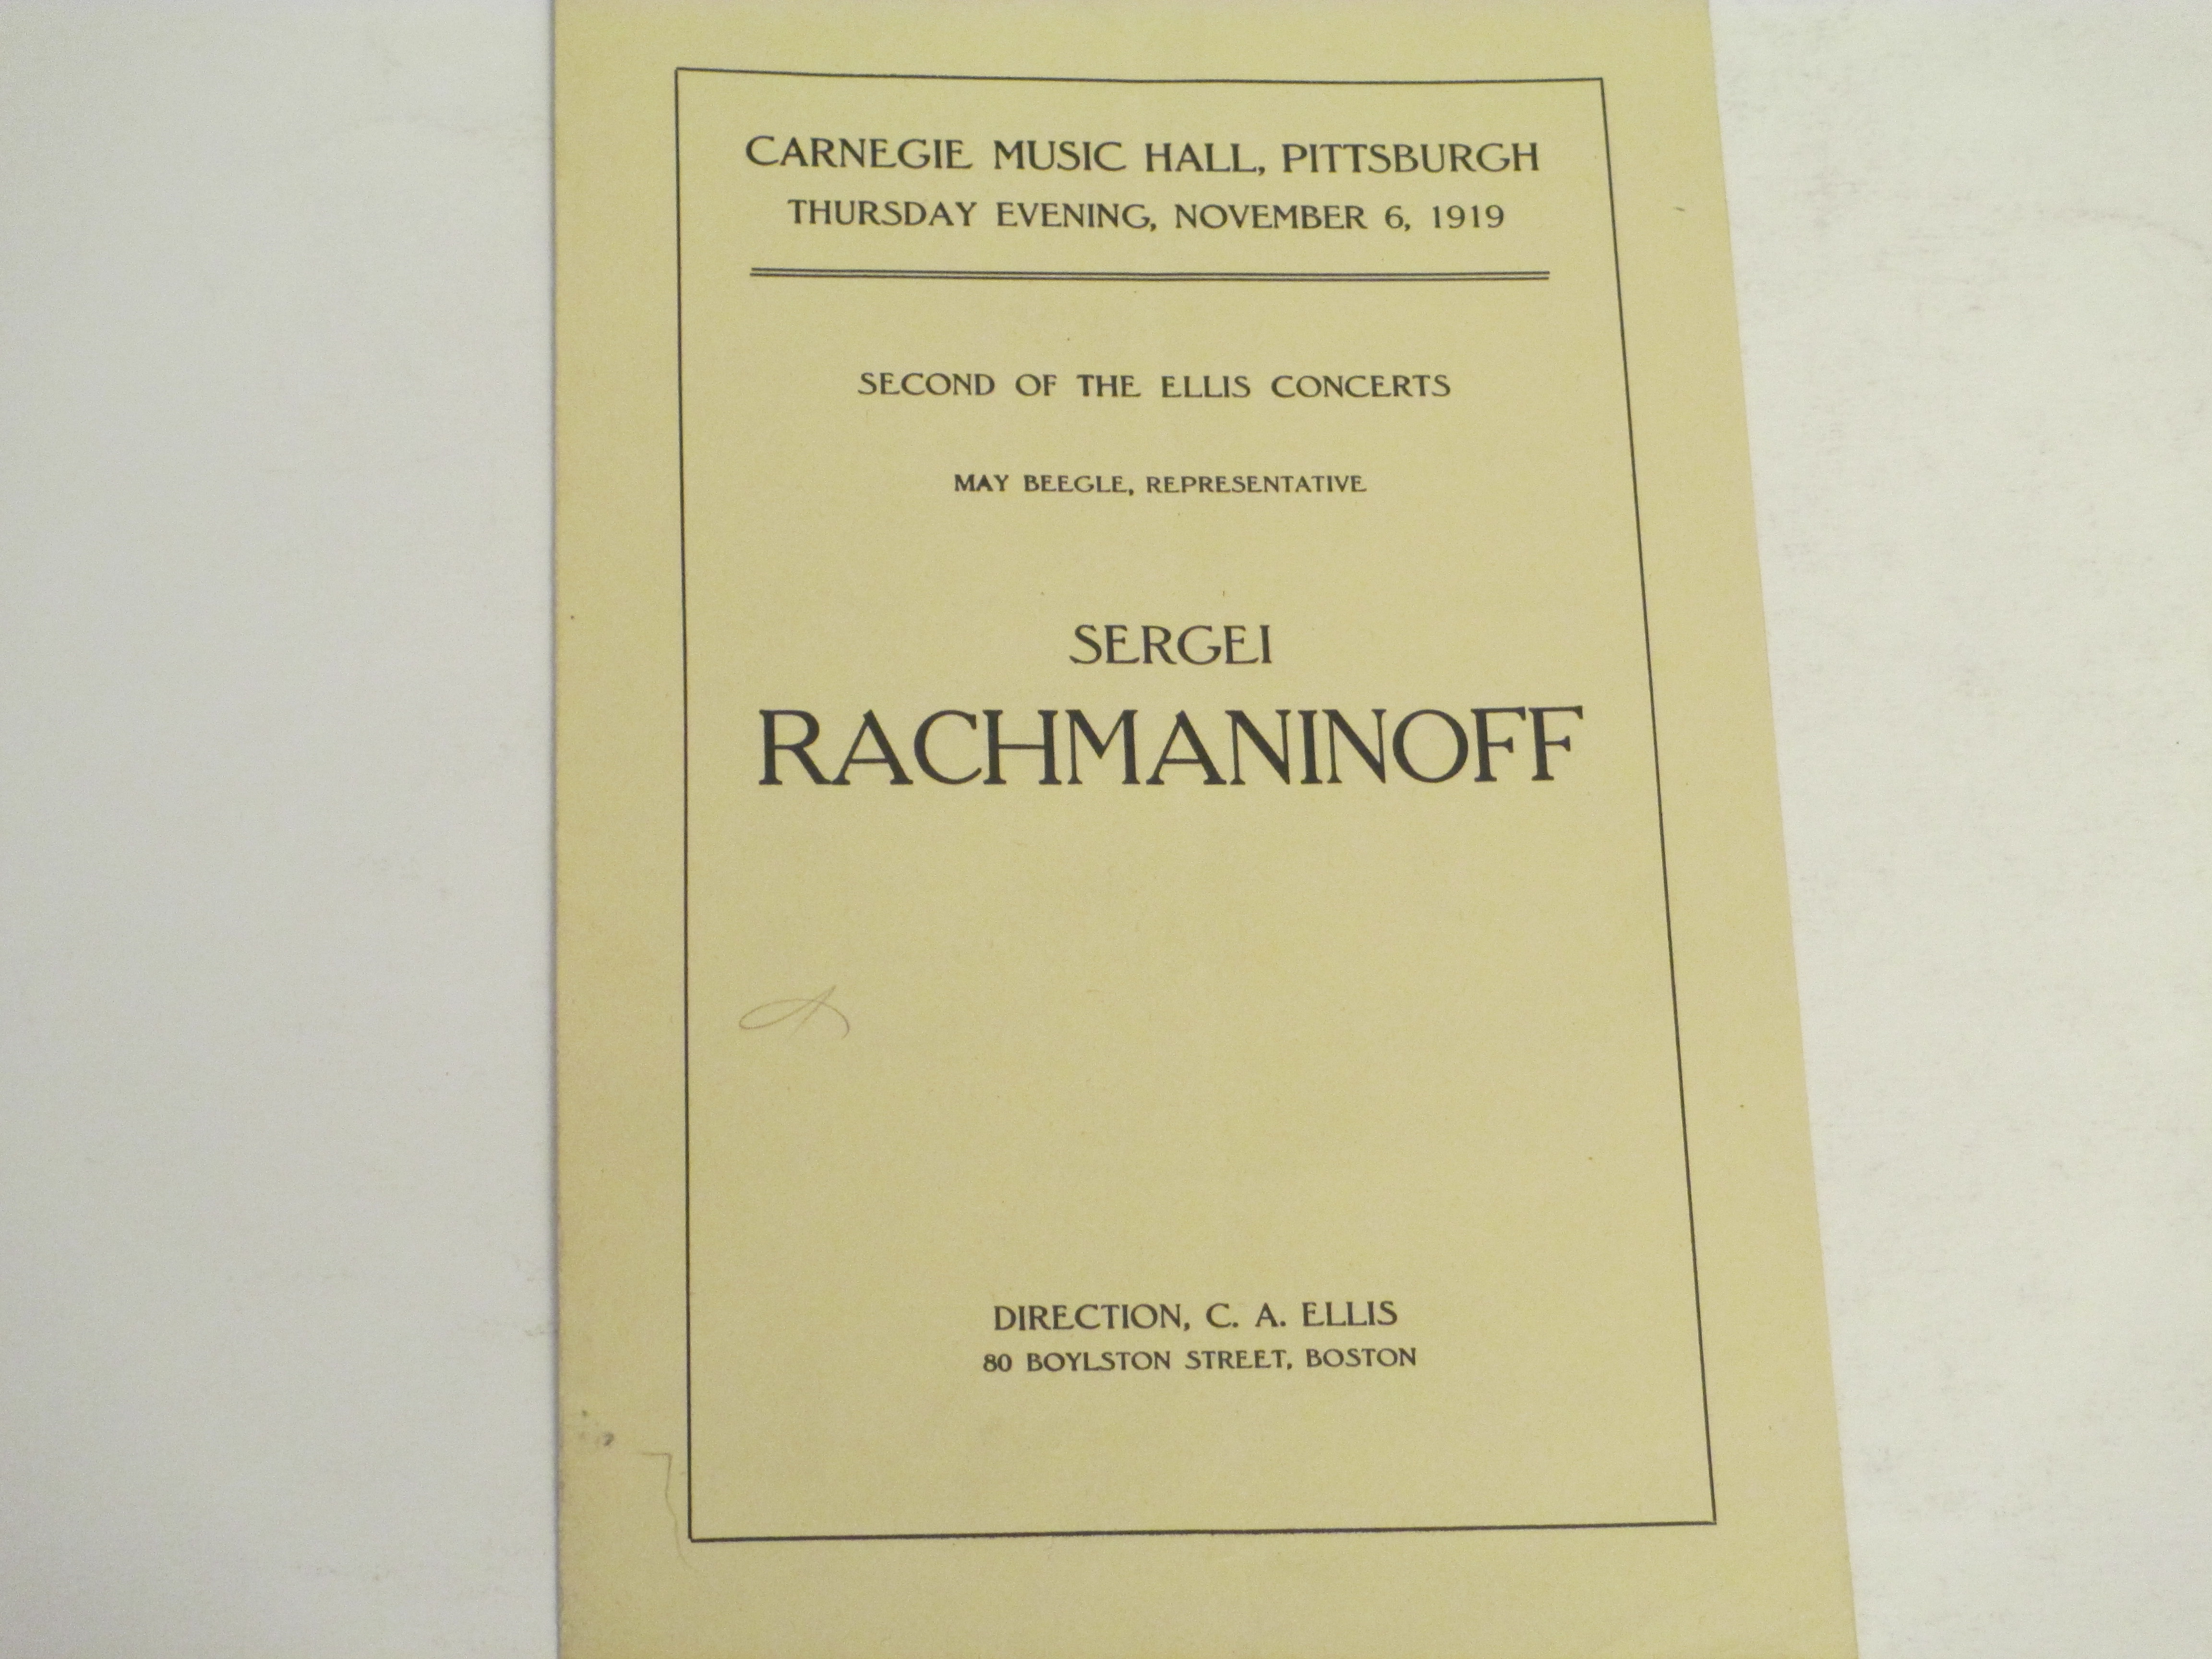 CARNEGIE MUSIC HALL, PITTSBURGH
THURSDAY EVENING, NOVEMBER 6, 1919
SECOND OF THE ELLIS CONCERTS
MAY BEEGLE, REPRESENTATIVE
SERGEI
RACHMANINOFF
DIRECTION, C. A. ELLIS
80 BOYLSTON STREET, BOSTON